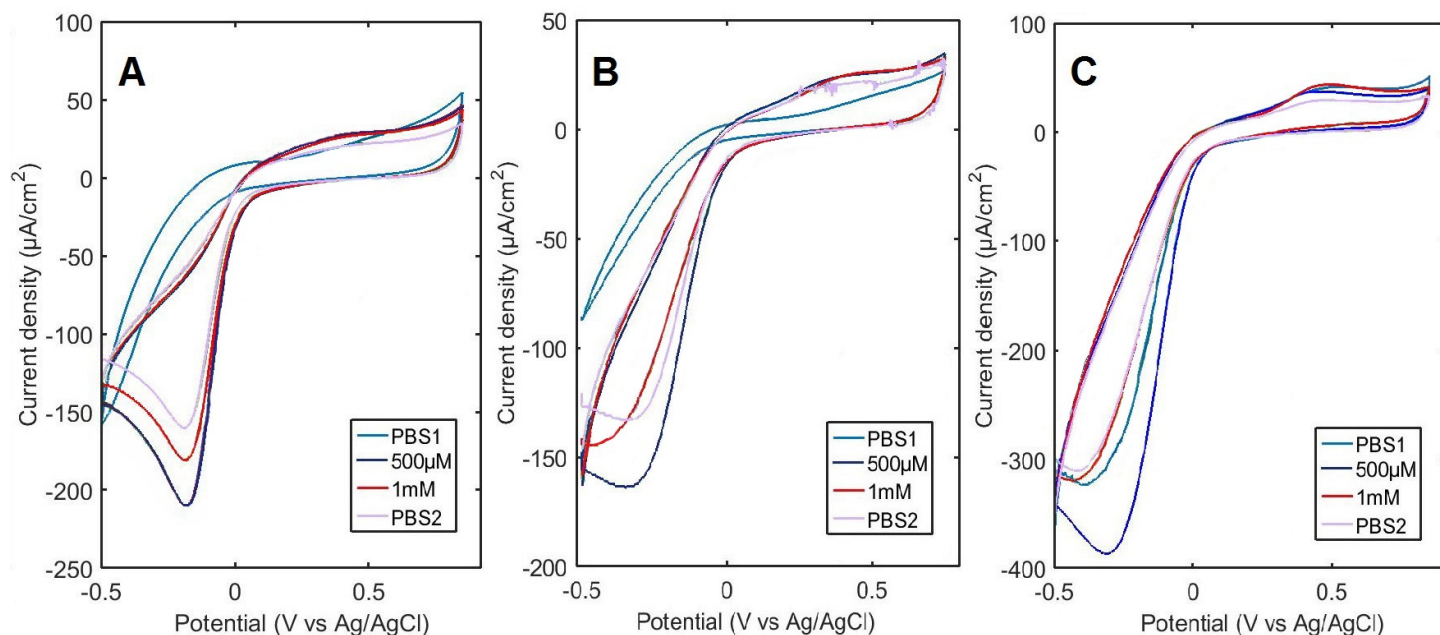 A
100
50
0
-50
-100
-150
-200
-250
Current density (µA/cm²)
-0.5
0
0.5
Potential (V vs Ag/AgCl)
PBS1
500µM
1mM
PBS2
B
50
0
-50
-100
-150
-200
Current density (µA/cm²)
-0.5
0
0.5
Potential (V vs Ag/AgCl)
PBS1
500µM
1mM
PBS2
C
100
0
-100
-200
-300
-400
Current density (µA/cm²)
-0.5
0
0.5
Potential (V vs Ag/AgCl)
PBS1
500µM
1mM
PBS2